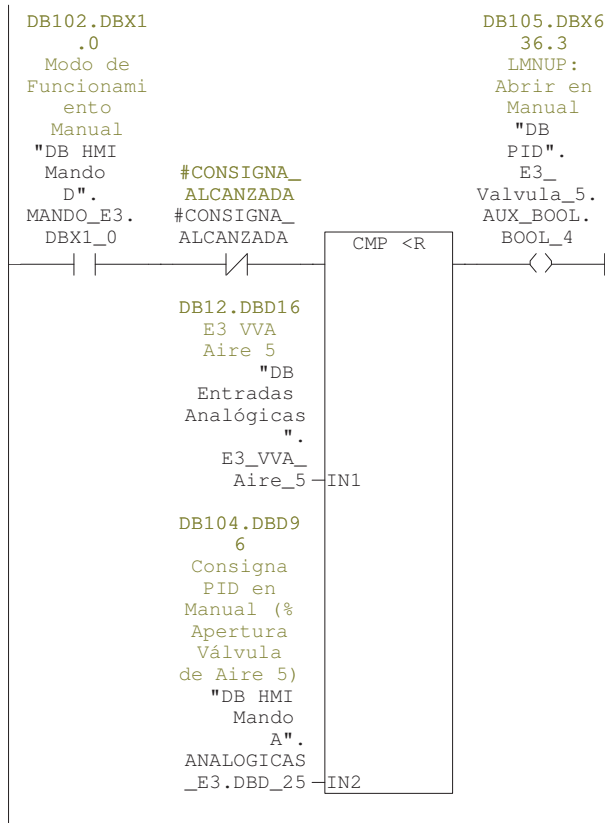 DB102.DBX1
.0
Modo de
Funcionami
ento
Manual
"DB HMI
Mando
D".
MANDO_E3.
DBX1_0
#CONSIGNA_
ALCANZADA
#CONSIGNA_
ALCANZADA
CMP <R
DB105.DBX6
36.3
LMNUP:
Abrir en
Manual
"DB
PID".
E3_
Valvula_5.
AUX_BOOL.
BOOL_4
DB12.DBD16
E3 VVA
Aire 5
"DB
Entradas
Analógicas
".
E3_VVA_
Aire_5
IN1
DB104.DBD9
6
Consigna
PID en
Manual (%
Apertura
Válvula
de Aire 5)
"DB HMI
Mando
A".
ANALOGICAS
_E3.DBD_25
IN2